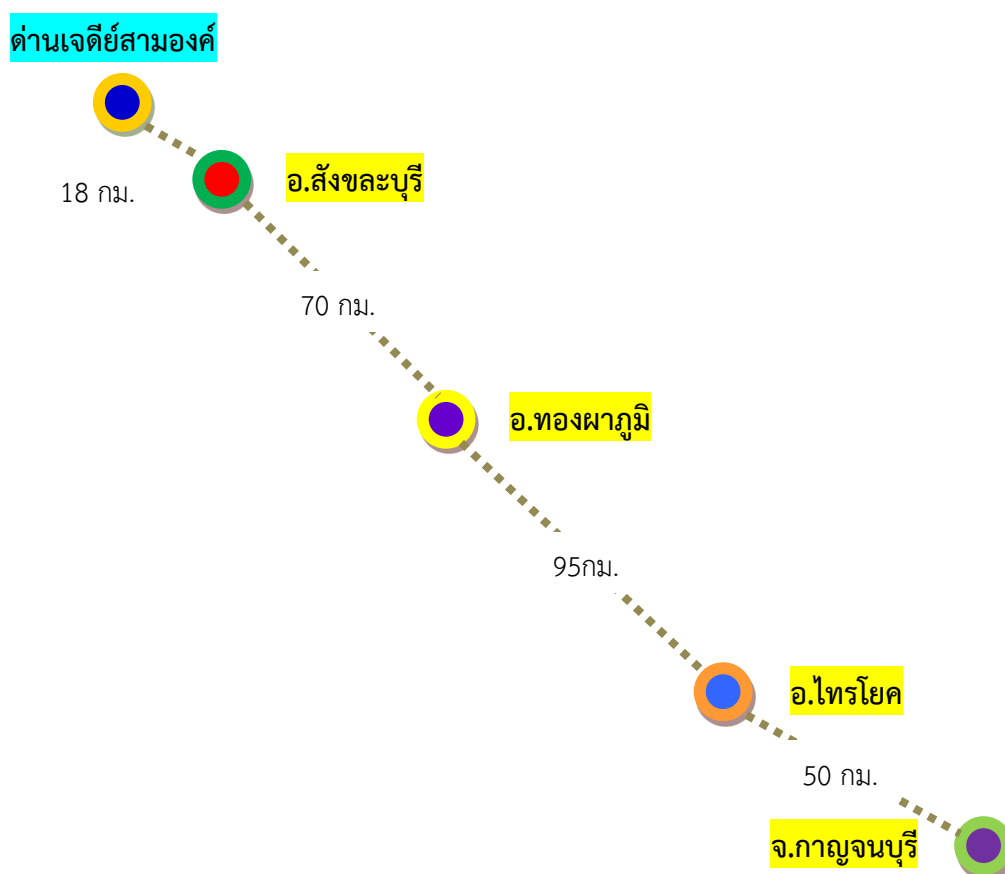 ด่านเจดีย์สามองค์
อ.สังขละบุรี
18 กม.
70 กม.
อ.ทองผาภูมิ
95กม.
อ.ไทรโยค
50 กม.
จ.กาญจนบุรี